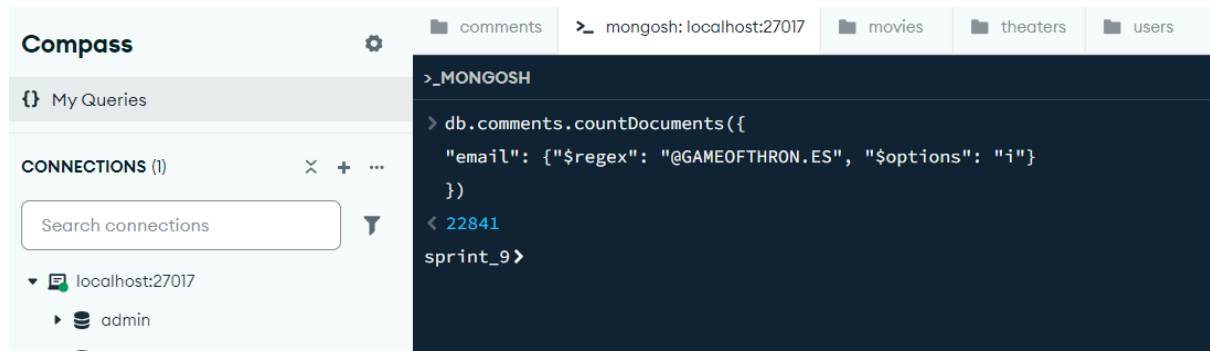 Compass
{} My Queries
CONNECTIONS (1)
Search connections
localhost:27017
admin
comments
>_ mongosh: localhost:27017
movies
theaters
users
>_MONGOSH
> db.comments.countDocuments({
"email": {"$regex": "@GAMEOFTHRON.ES", "$options": "i"}
})
< 22841
sprint_9>